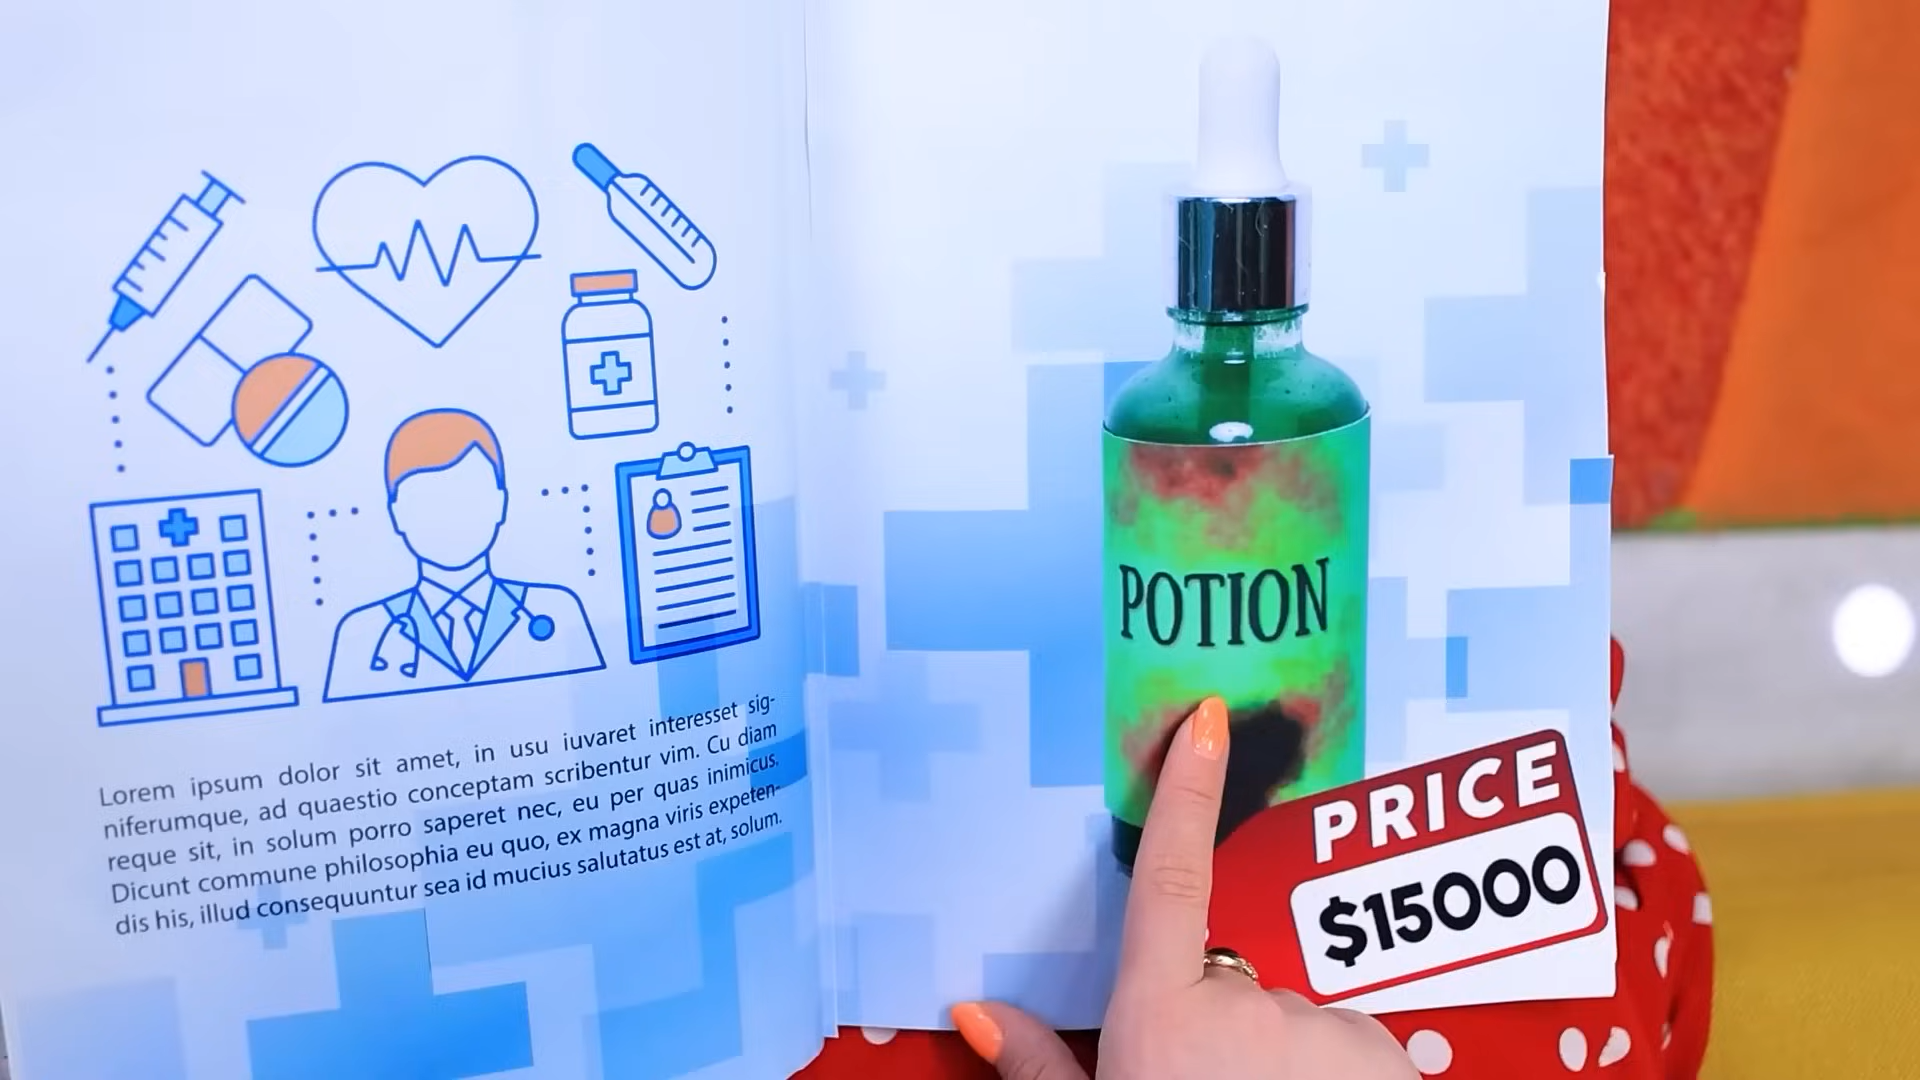 Lorem ipsum dolor sit amet, in usu iuvaret interesset sig-
niferumque, ad quaestio conceptam scribentur vim. Cu diam
reque sit, in solum porro saperet nec, eu per quas inimicus.
Dicunt commune philosophia eu quo, ex magna viris expeten-
dis his, illud consequuntur sea id mucius salutatus est at, solum.
POTION
PRICE
$15000